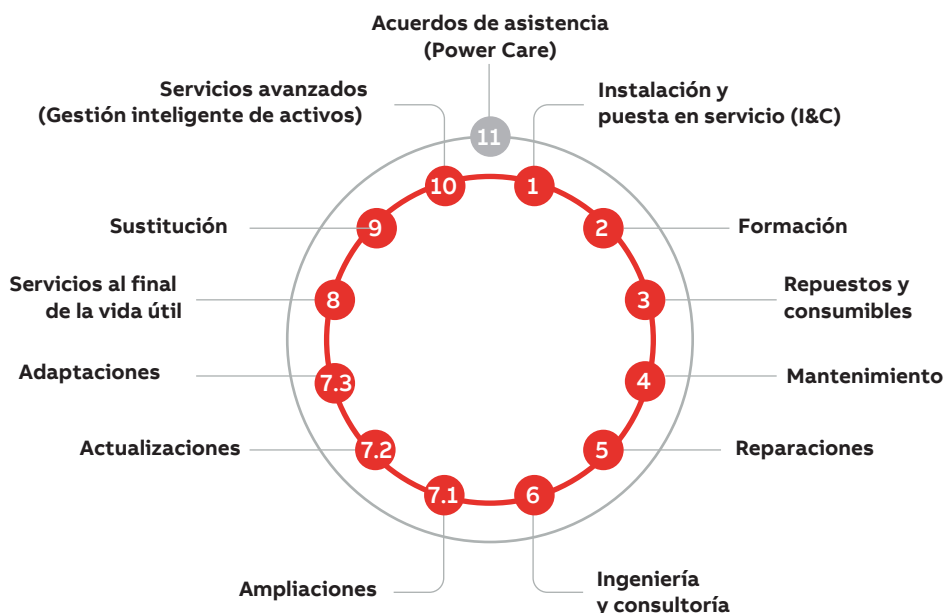 Acuerdos de asistencia
(Power Care)
Servicios avanzados
(Gestión inteligente de activos)
Instalación y
puesta en servicio (I&C)
11
10
1
Sustitución
9
2
Formación
Servicios al final
de la vida útil
8
3
Repuestos y
consumibles
Adaptaciones
7.3
4
Mantenimiento
Actualizaciones
7.2
5
Reparaciones
7.1
6
Ampliaciones
Ingeniería
y consultoría